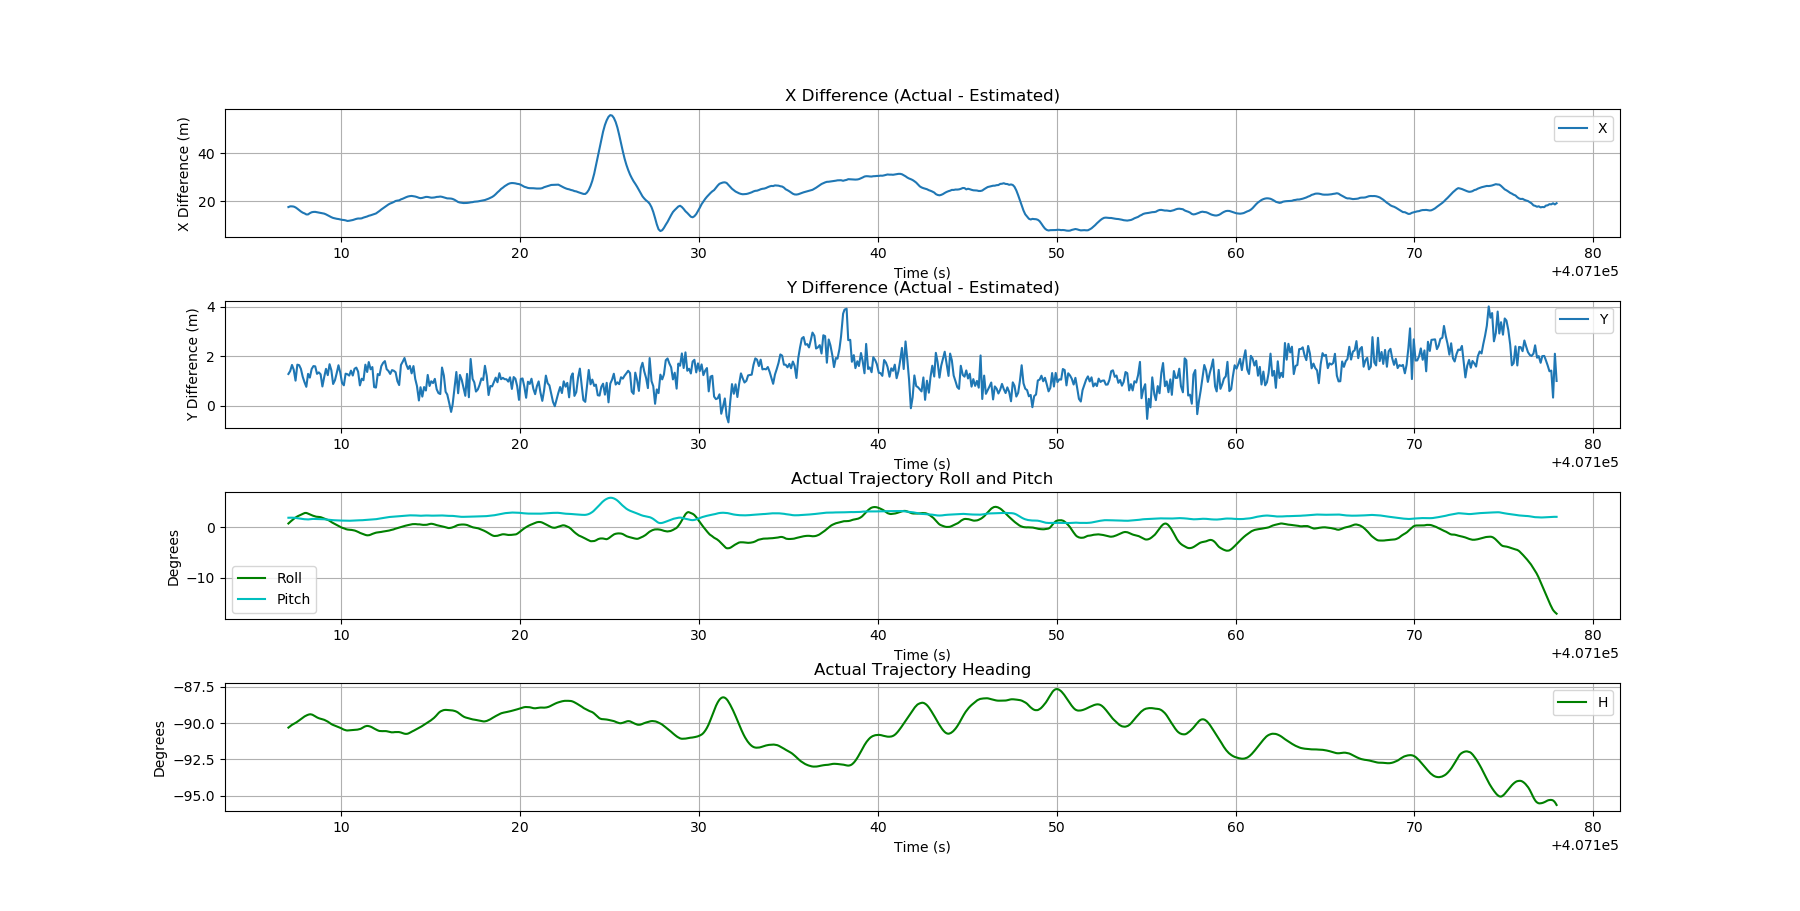 X Difference (Actual - Estimated)
X Difference (m)
40
20
X
10 20 30 40 50 60 70 80
Time (s)
+4.071e5
Y Difference (Actual - Estimated)
Y Difference (m)
4
2
0
Y
10 20 30 40 50 60 70 80
Time (s)
+4.071e5
Actual Trajectory Roll and Pitch
Degrees
0
−10
Roll
Pitch
10 20 30 40 50 60 70 80
Time (s)
+4.071e5
Actual Trajectory Heading
Degrees
−87.5
−90.0
−92.5
−95.0
H
10 20 30 40 50 60 70 80
Time (s)
+4.071e5